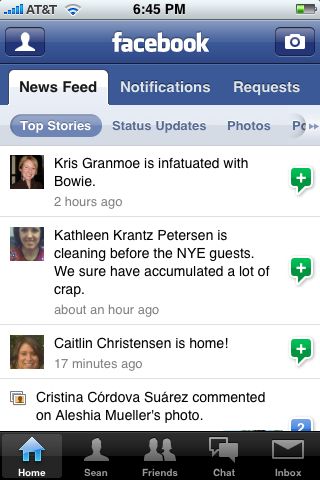 AT&T 6:45 PM
facebook
News Feed Notifications Requests
Top Stories Status Updates Photos
Kris Granmoe is infatuated with
Bowie.
2 hours ago
Kathleen Krantz Petersen is
cleaning before the NYE guests.
We sure have accumulated a lot of
crap.
about an hour ago
Caitlin Christensen is home!
17 minutes ago
Cristina Córdova Suárez commented
on Aleshia Mueller's photo.
2
Home Sean Friends Chat Inbox